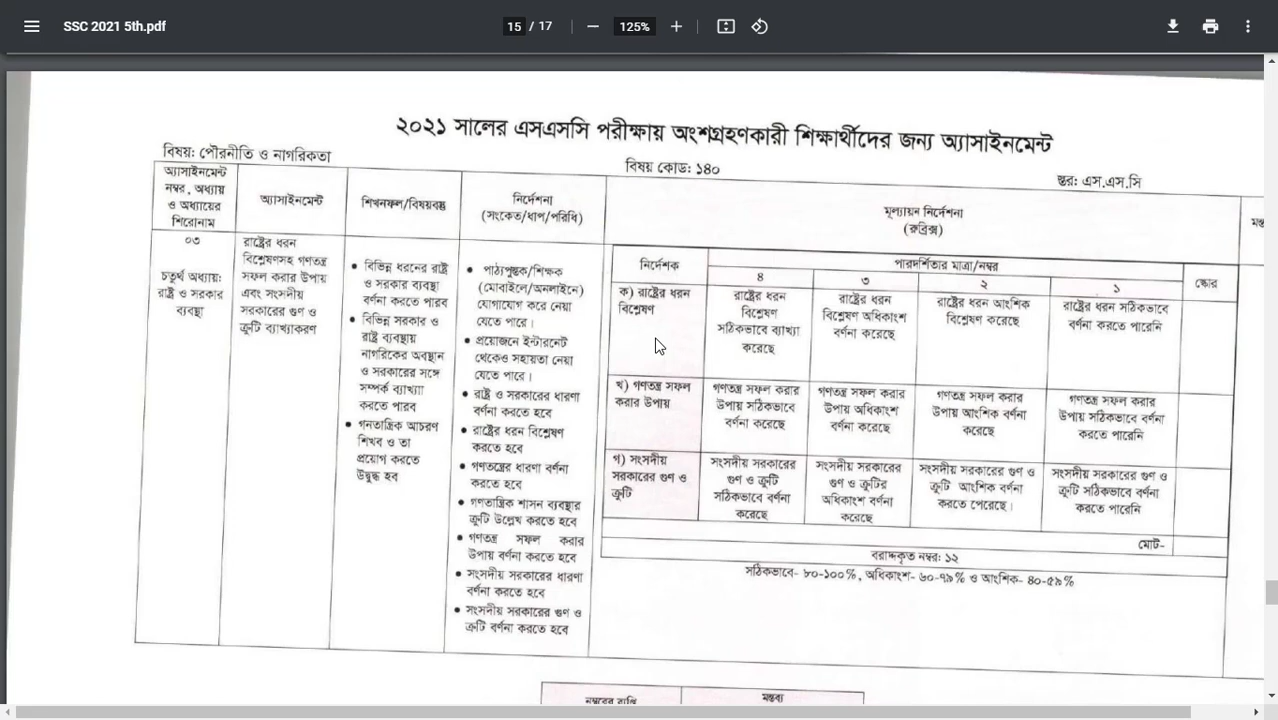 SSC 2021 5th.pdf
15 / 17
125%
২০২১ সালের এসএসসি পরীক্ষায় অংশগ্রহণকারী শিক্ষার্থীদের জন্য অ্যাসাইনমেন্ট
বিষয়: পৌরনীতি ও নাগরিকতা
বিষয় কোড: ১৪০
স্তর: এস.এস.সি
অ্যাসাইনমেন্ট
নম্বর, অধ্যায়
ও অধ্যায়ের
শিরোনাম
অ্যাসাইনমেন্ট
শিখনফল/বিষয়বস্তু
নির্দেশনা
(সংকেত/ধাপ/পরিধি)
মূল্যায়ন নির্দেশনা
(রুব্রিক্স)
০৩
চতুর্থ অধ্যায়:
রাষ্ট্র ও সরকার
ব্যবস্থা
রাষ্ট্রের ধরন
বিশ্লেষণসহ গণতন্ত্র
সফল করার উপায়
এবং সংসদীয়
সরকারের গুণ ও
ত্রুটি ব্যাখ্যাকরণ
• বিভিন্ন ধরনের রাষ্ট্র
ও সরকার ব্যবস্থা
বর্ণনা করতে পারব
• বিভিন্ন সরকার ও
রাষ্ট্র ব্যবস্থায়
নাগরিকের অবস্থান
ও সরকারের সঙ্গে
সম্পর্ক ব্যাখ্যা
করতে পারব
• গনতান্ত্রিক আচরণ
শিখব ও তা
প্রয়োগ করতে
উদ্বুদ্ধ হব
• পাঠ্যপুস্তক/শিক্ষক
(মোবাইলে/অনলাইনে)
যোগাযোগ করে নেয়া
যেতে পারে।
• প্রয়োজনে ইন্টারনেট
থেকেও সহায়তা নেয়া
যেতে পারে।
• রাষ্ট্র ও সরকারের ধারণা
বর্ণনা করতে হবে
• রাষ্ট্রের ধরন বিশ্লেষণ
করতে হবে
• গণতন্ত্রের ধারণা বর্ণনা
করতে হবে
• গণতান্ত্রিক শাসন ব্যবস্থার
ত্রুটি উল্লেখ করতে হবে
• গণতন্ত্র সফল করার
উপায় বর্ণনা করতে হবে
• সংসদীয় সরকারের ধারণা
বর্ণনা করতে হবে
• সংসদীয় সরকারের গুণ ও
ত্রুটি বর্ণনা করতে হবে
নির্দেশক
পারদর্শিতার মাত্রা/নম্বর
স্কোর
৪
৩
২
১
ক) রাষ্ট্রের ধরন
বিশ্লেষণ
রাষ্ট্রের ধরন
বিশ্লেষণ
সঠিকভাবে ব্যাখ্যা
করেছে
রাষ্ট্রের ধরন
বিশ্লেষণ অধিকাংশ
বর্ণনা করেছে
রাষ্ট্রের ধরন আংশিক
বিশ্লেষণ করেছে
রাষ্ট্রের ধরন সঠিকভাবে
বর্ণনা করতে পারেনি
খ) গণতন্ত্র সফল
করার উপায়
গণতন্ত্র সফল করার
উপায় সঠিকভাবে
বর্ণনা করেছে
গণতন্ত্র সফল করার
উপায় অধিকাংশ
বর্ণনা করেছে
গণতন্ত্র সফল করার
উপায় আংশিক বর্ণনা
করেছে
গণতন্ত্র সফল করার
উপায় সঠিকভাবে বর্ণনা
করতে পারেনি
গ) সংসদীয়
সরকারের গুণ ও
ত্রুটি
সংসদীয় সরকারের
গুণ ও ত্রুটি
সঠিকভাবে বর্ণনা
করেছে
সংসদীয় সরকারের
গুণ ও ত্রুটির
অধিকাংশ বর্ণনা
করেছে
সংসদীয় সরকারের গুণ ও
ত্রুটি আংশিক বর্ণনা
করতে পেরেছে।
সংসদীয় সরকারের গুণ ও
ত্রুটি সঠিকভাবে বর্ণনা
করতে পারেনি
মোট-
বরাদ্দকৃত নম্বর: ১২
সঠিকভাবে- ৮০-১০০%, অধিকাংশ- ৬০-৭৯% ও আংশিক- ৪০-৫৯%
নম্বরের ব্যাপ্তি
মন্তব্য